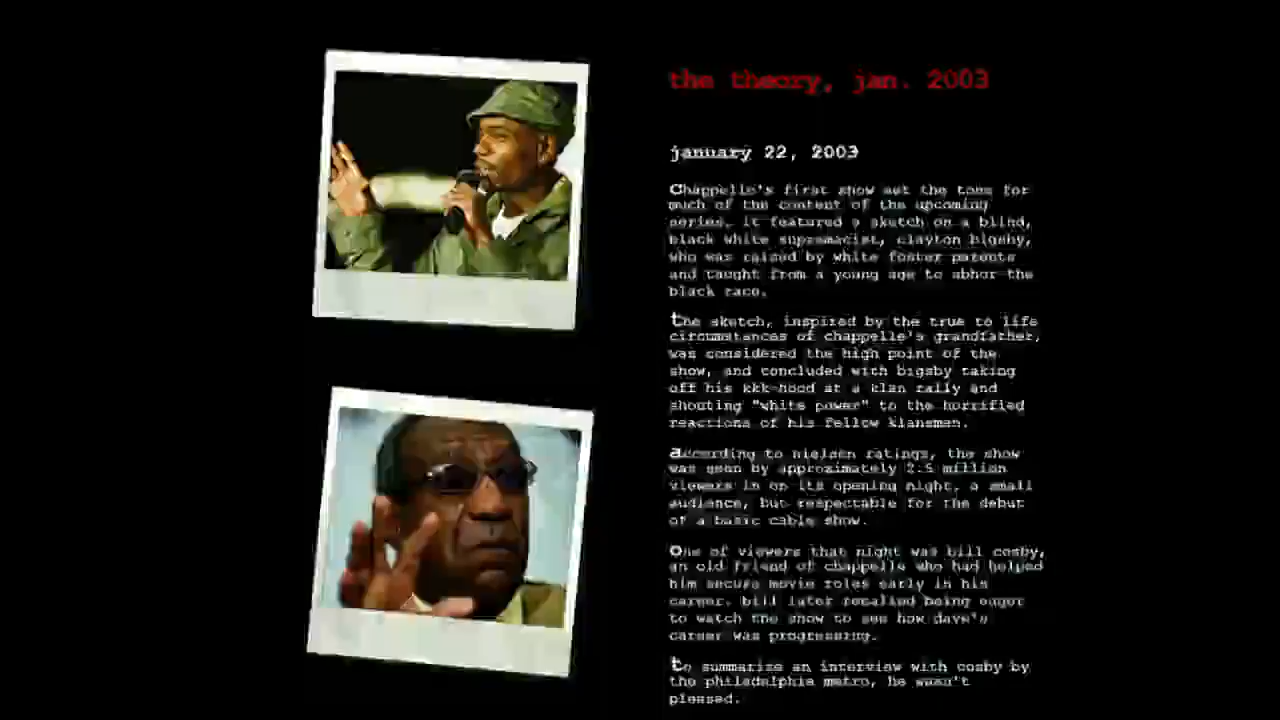 the theory, jan. 2003
january 22, 2003
Chappelle's first show set the tone for
much of the content of the upcoming
series. it featured a sketch on a blind,
black white supremacist, clayton bigsby,
who was raised by white foster parents
and taught from a young age to abhor the
black race.
the sketch, inspired by the true to life
circumstances of chappelle's grandfather,
was considered the high point of the
show, and concluded with bigsby taking
off his kkk-hood at a klan rally and
shouting "white power" to the horrified
reactions of his fellow klansmen.
According to nielsen ratings, the show
was seen by approximately 2.5 million
viewers in on its opening night. a small
audience, but respectable for the debut
of a basic cable show.
One of viewers that night was bill cosby,
an old friend of chappelle who had helped
him secure movie roles early in his
career. bill later recalled being eager
to watch the show to see how dave's
career was progressing.
to summarize an interview with cosby by
the philadelphia metro, he wasn't
pleased.